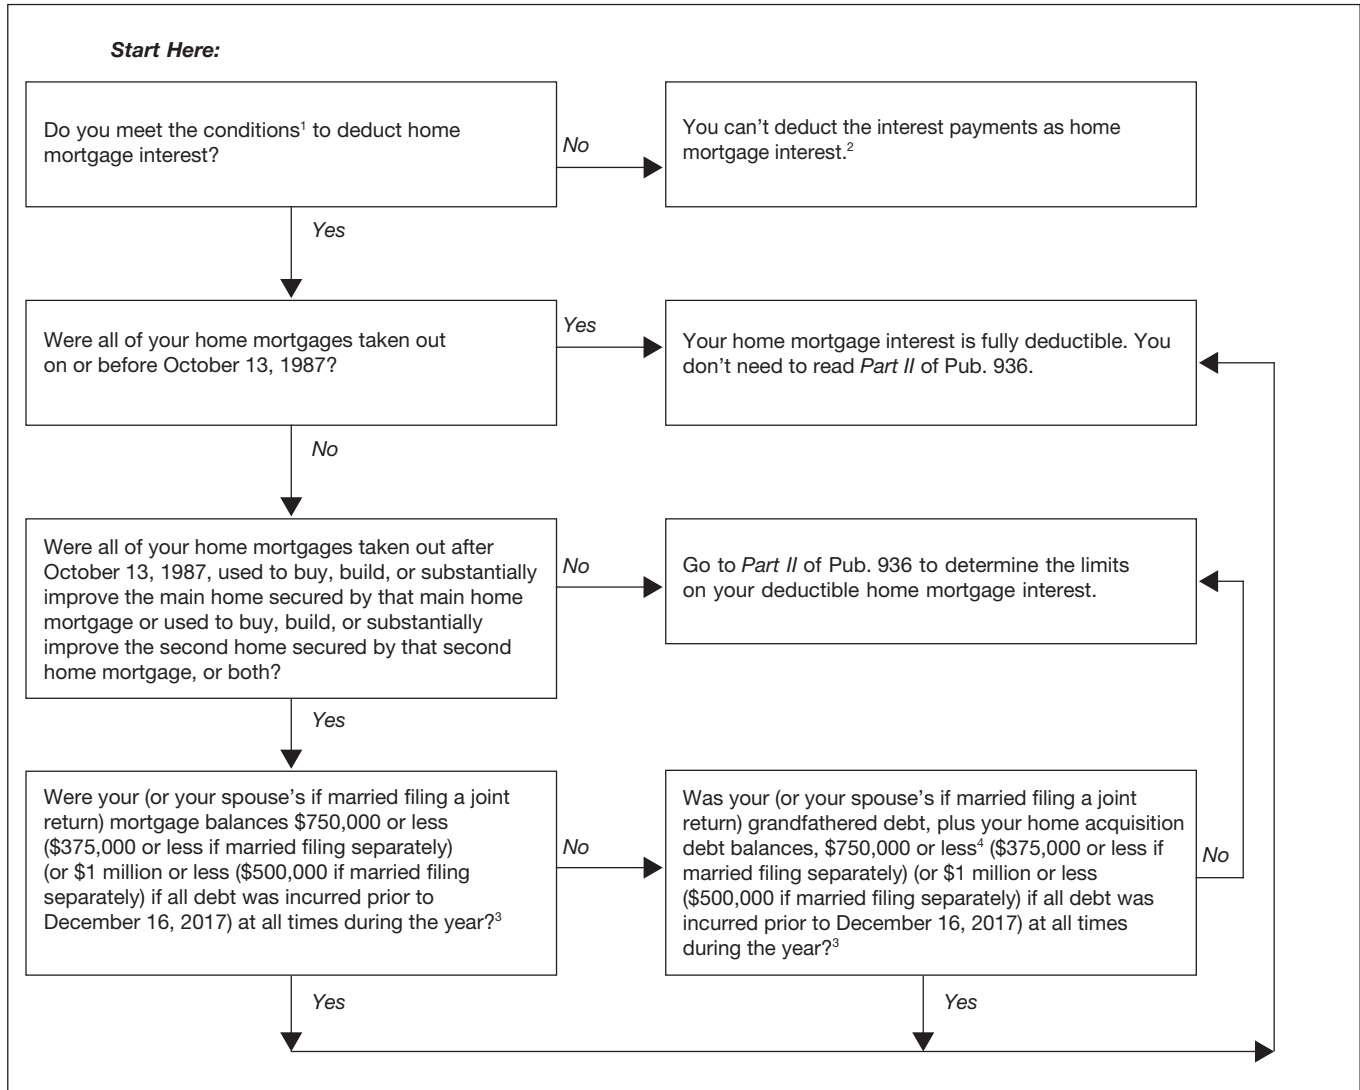 Start Here:
Do you meet the conditions¹ to deduct home
mortgage interest?
No
You can’t deduct the interest payments as home
mortgage interest.²
Yes
Were all of your home mortgages taken out
on or before October 13, 1987?
Yes
Your home mortgage interest is fully deductible. You
don’t need to read Part II of Pub. 936.
No
Were all of your home mortgages taken out after
October 13, 1987, used to buy, build, or substantially
improve the main home secured by that main home
mortgage or used to buy, build, or substantially
improve the second home secured by that second
home mortgage, or both?
No
Go to Part II of Pub. 936 to determine the limits
on your deductible home mortgage interest.
Yes
Were your (or your spouse’s if married filing a joint
return) mortgage balances $750,000 or less
($375,000 or less if married filing separately)
(or $1 million or less ($500,000 if married filing
separately) if all debt was incurred prior to
December 16, 2017) at all times during the year?³
No
Was your (or your spouse’s if married filing a joint
return) grandfathered debt, plus your home acquisition
debt balances, $750,000 or less⁴ ($375,000 or less if
married filing separately) (or $1 million or less
($500,000 if married filing separately) if all debt was
incurred prior to December 16, 2017) at all times
during the year?³
No
Yes
Yes